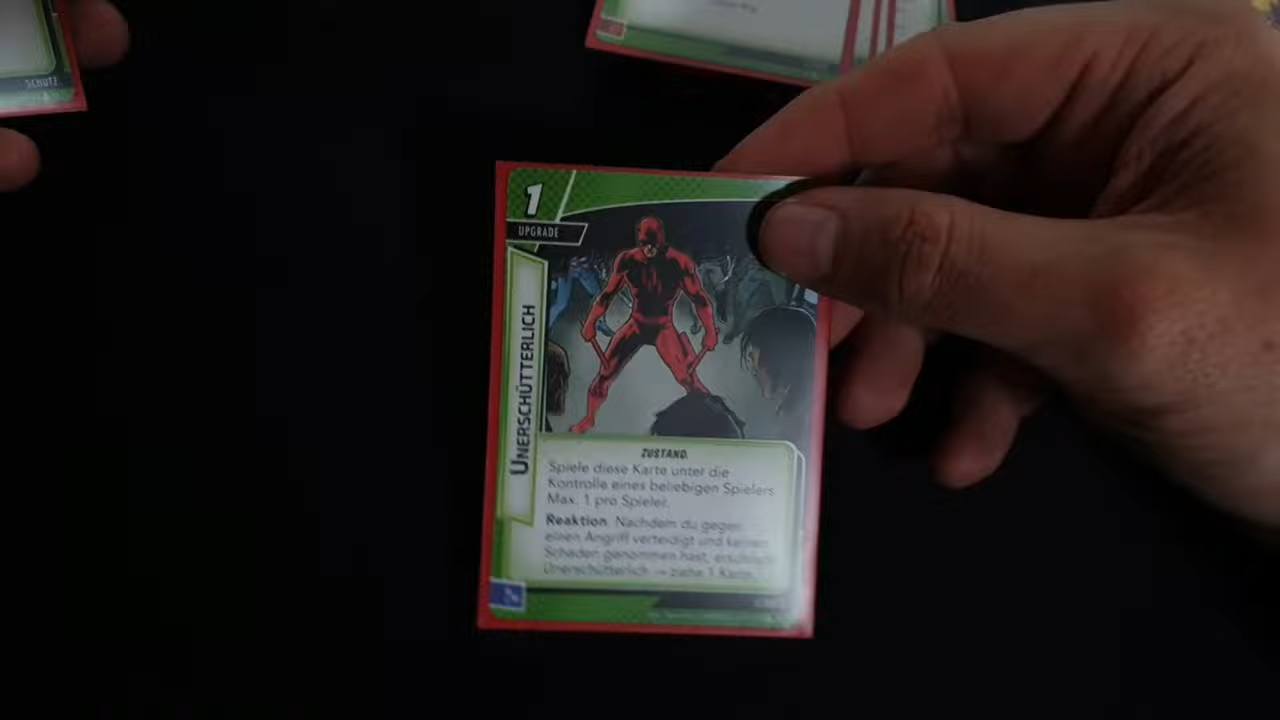 SCHUTZ
1
UPGRADE
UNERSCHÜTTERLICH
ZUSTAND.
Spiele diese Karte unter die
Kontrolle eines beliebigen Spielers
Max. 1 pro Spieler.
Reaktion Nachdem du gegen
einen Angriff verteidigt und keinen
Schaden genommen hast, erschöpfe
Unerschütterlich → ziehe 1 Karte.